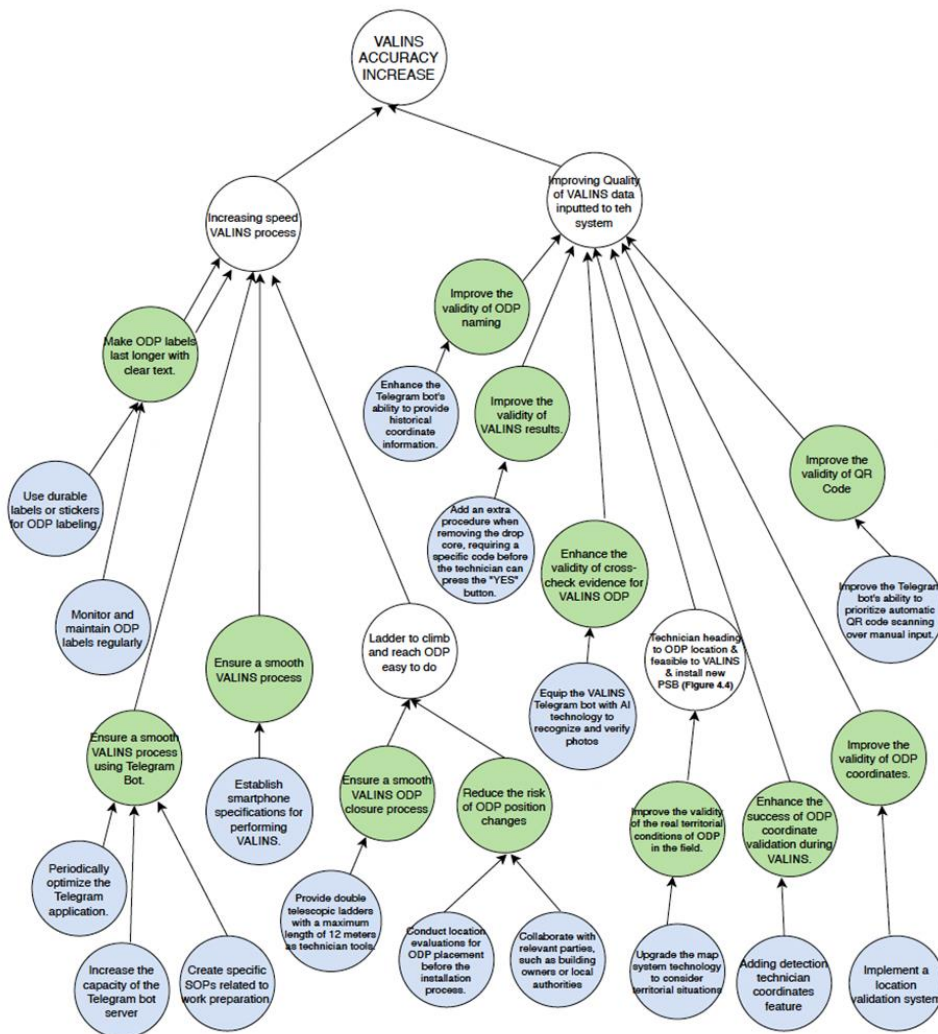 VALINS
ACCURACY
INCREASE
Increasing speed
VALINS process
Improving Quality
of VALINS data
inputted to teh
system
Make ODP labels
last longer with
clear text.
Improve the
validity of ODP
naming
Enhance the
Telegram bot's
ability to provide
historical
coordinate
information.
Improve the
validity of
VALINS results.
Improve the
validity of QR
Code
Use durable
labels or stickers
for ODP labeling.
Add an extra
procedure when
removing the drop
core, requiring a
specific code before
the technician can
press the "YES"
button.
Enhance the
validity of cross-
check evidence for
VALINS ODP
Improve the Telegram
bot's ability to
prioritize automatic
QR code scanning
over manual input.
Monitor and
maintain ODP
labels regularly
Ensure a smooth
VALINS process
Ladder to climb
and reach ODP
easy to do
Technician heading
to ODP location &
feasible to VALINS
& install new
PSB (Figure 4.4)
Equip the VALINS
Telegram bot with AI
technology to
recognize and verify
photos
Ensure a smooth
VALINS process
using Telegram
Bot.
Establish
smartphone
specifications for
performing
VALINS.
Ensure a smooth
VALINS ODP
closure process
Reduce the risk
of ODP position
changes
Improve the validity
of the real territorial
conditions of ODP
in the field.
Enhance the
success of ODP
coordinate
validation during
VALINS.
Improve the
validity of ODP
coordinates.
Periodically
optimize the
Telegram
application.
Provide double
telescopic ladders
with a maximum
length of 12 meters
as technician tools.
Conduct location
evaluations for
ODP placement
before the
installation
process.
Collaborate with
relevant parties,
such as building
owners or local
authorities
Upgrade the map
system technology
to consider
territorial situations
Adding detection
technician
coordinates
feature
Implement a
location
validation system
Increase the
capacity of the
Telegram bot
server
Create specific
SOPs related to
work preparation.